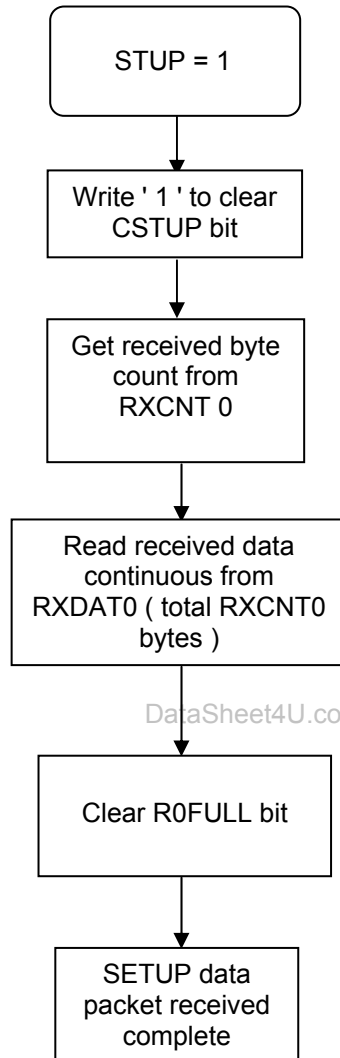 STUP = 1
Write ' 1 ' to clear
CSTUP bit
Get received byte
count from
RXCNT 0
Read received data
continuous from
RXDAT0 ( total RXCNT0
bytes )
DataSheet4U.co
Clear R0FULL bit
SETUP data
packet received
complete